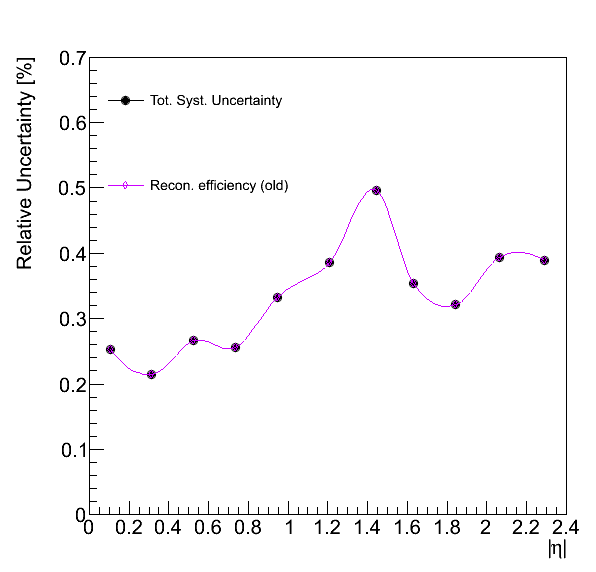 Relative Uncertainty [%]
0.7
0.6
0.5
0.4
0.3
0.2
0.1
0
Tot. Syst. Uncertainty
Recon. efficiency (old)
0 0.2 0.4 0.6 0.8 1 1.2 1.4 1.6 1.8 2 2.2 2.4
|η|